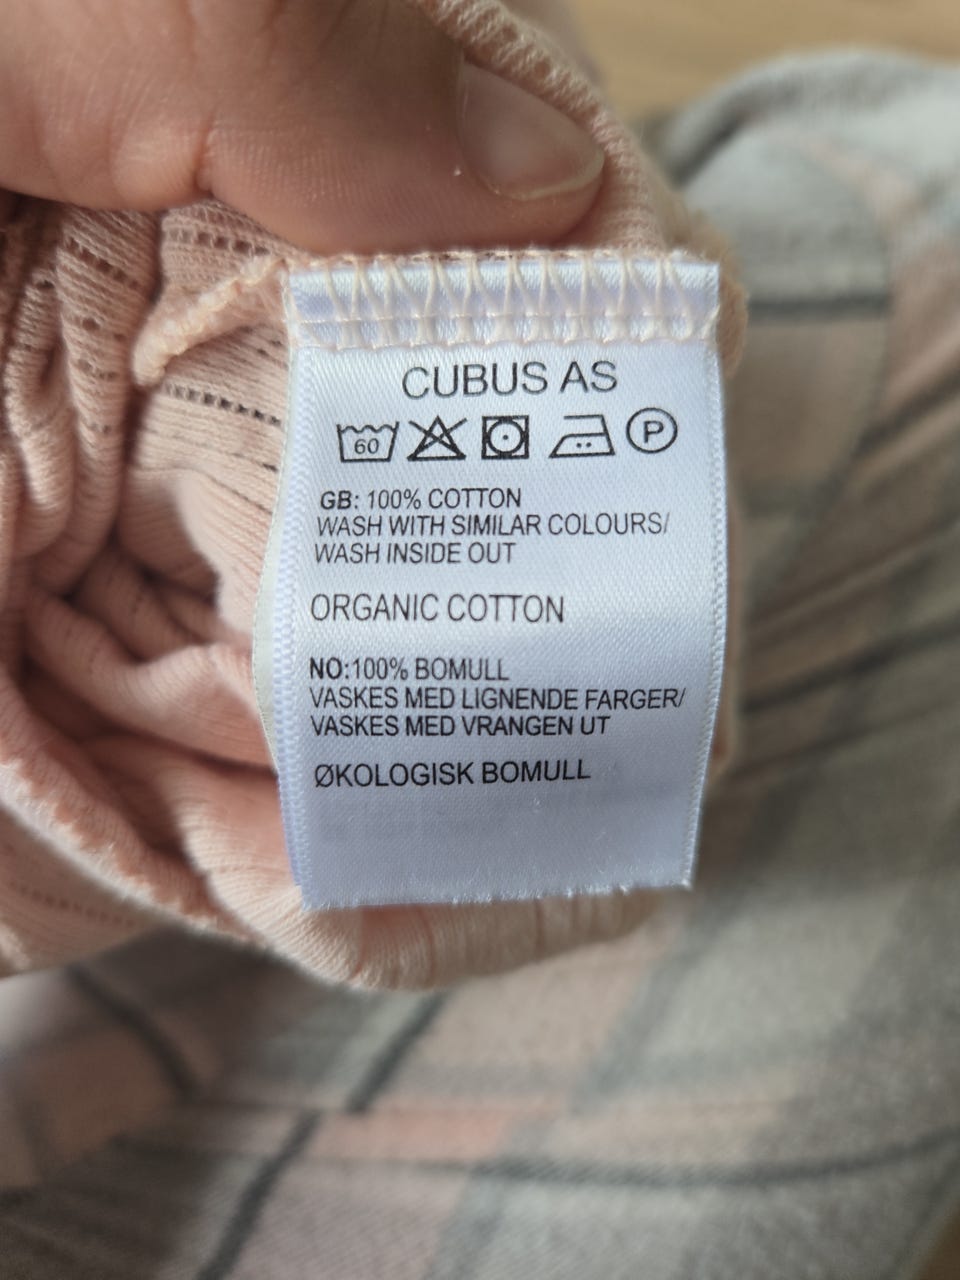 CUBUS AS
60 P
GB: 100% COTTON
WASH WITH SIMILAR COLOURS/
WASH INSIDE OUT
ORGANIC COTTON
NO:100% BOMULL
VASKES MED LIGNENDE FARGER/
VASKES MED VRANGEN UT
ØKOLOGISK BOMULL